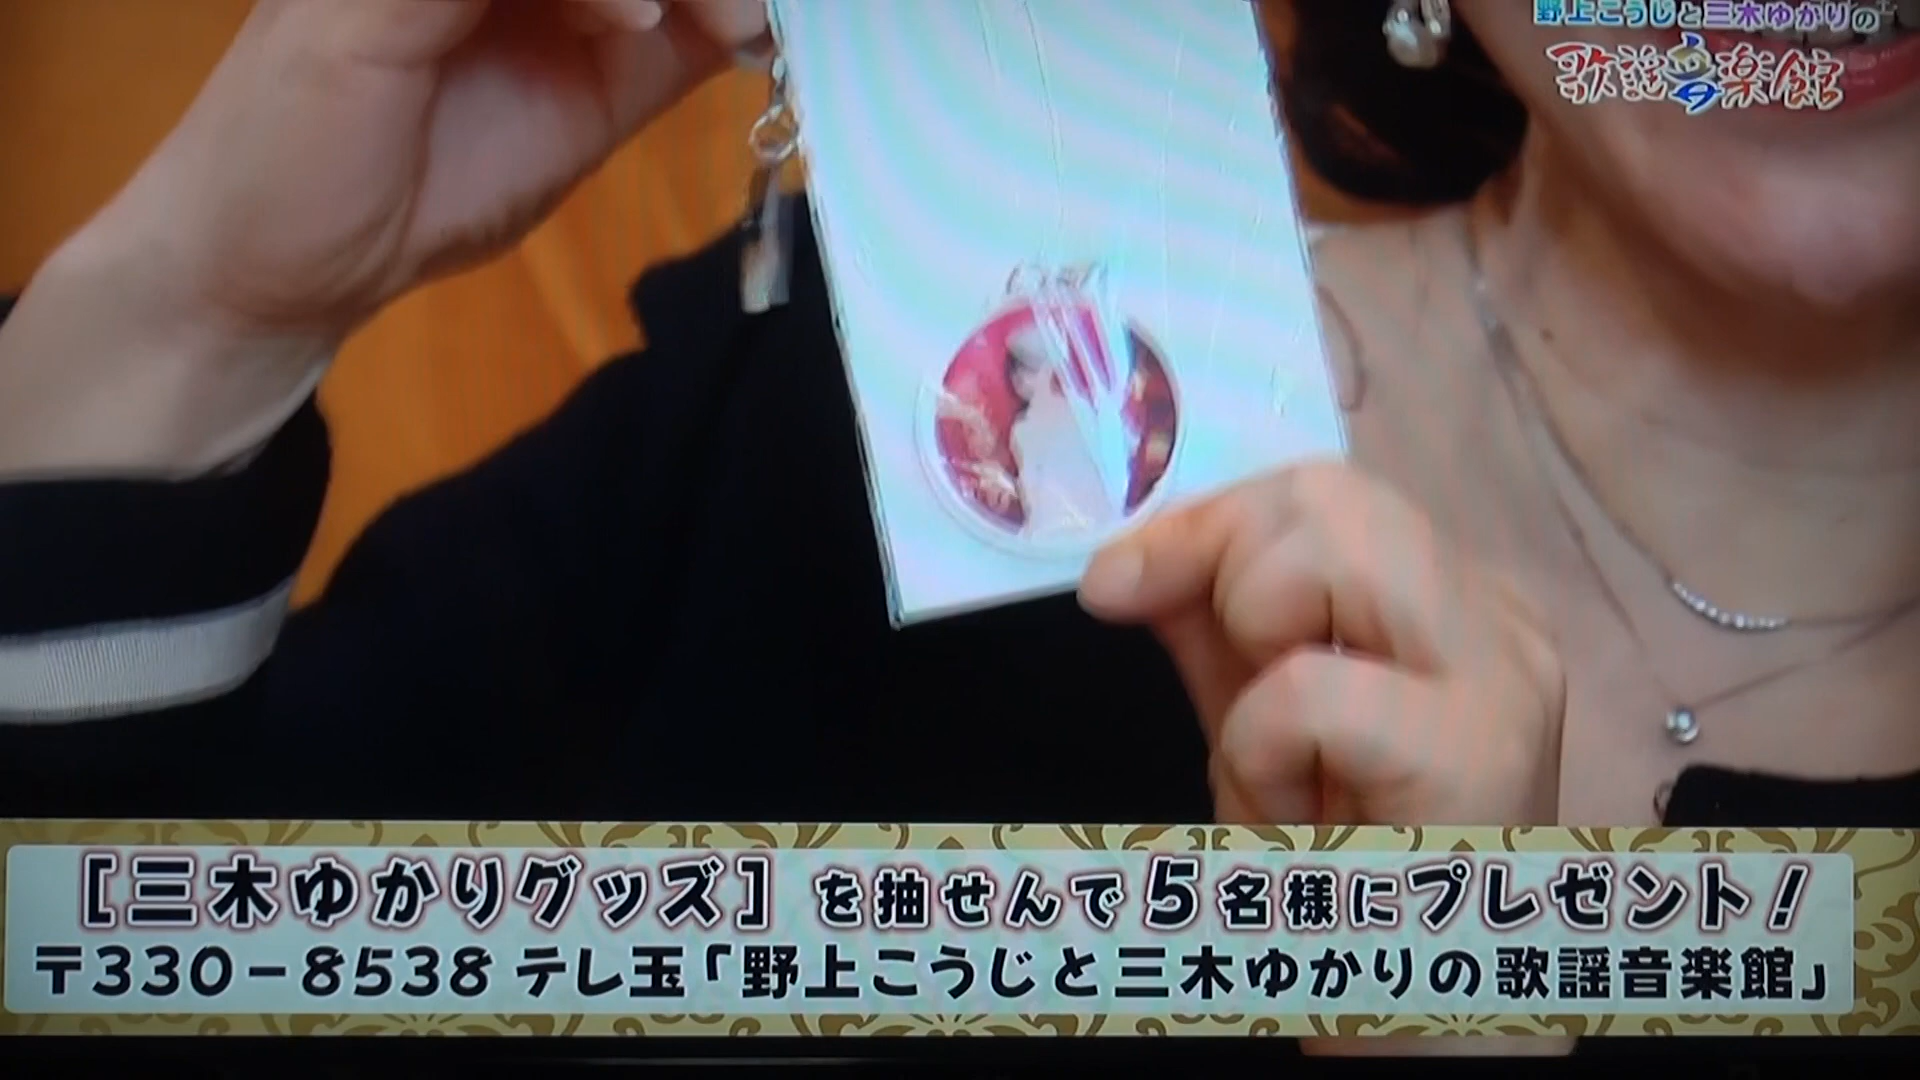 野上こうじと三木ゆかりの
歌謡音楽館
[三木ゆかりグッズ]を抽せんで5名様にプレゼント!
〒330-8538 テレ玉「野上こうじと三木ゆかりの歌謡音楽館」